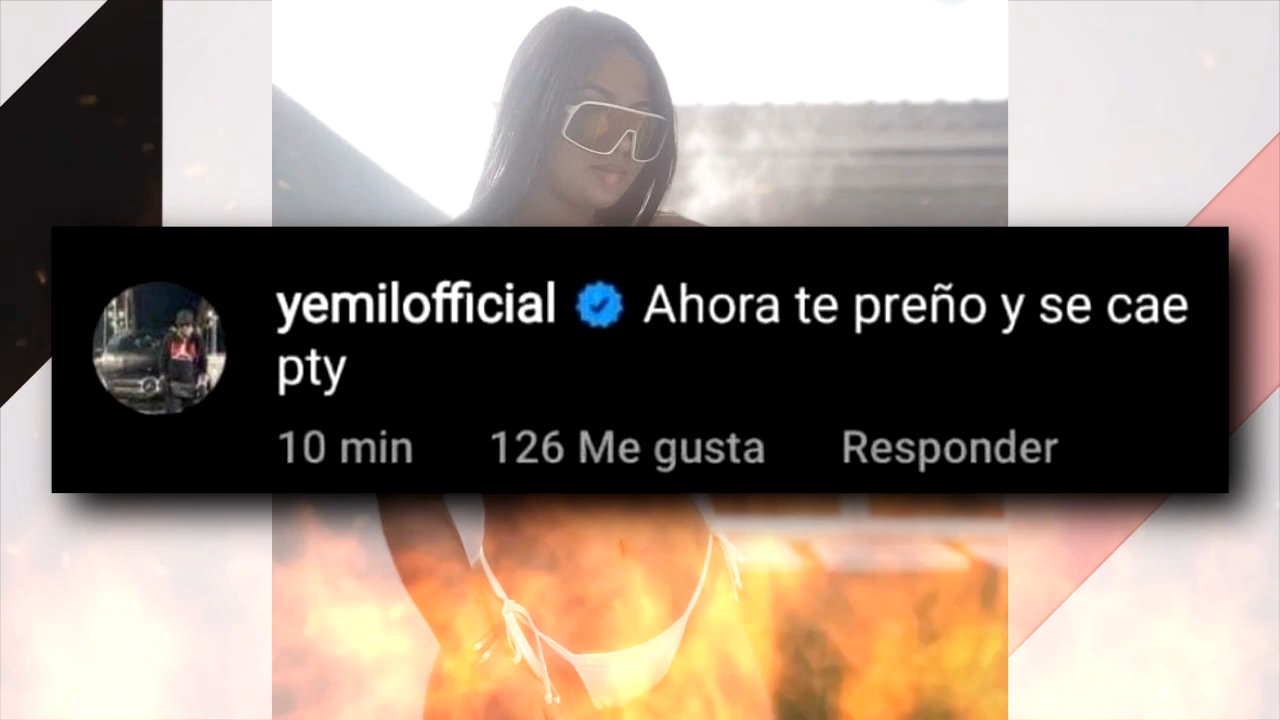 yemilofficial Ahora te preño y se cae
pty
10 min 126 Me gusta Responder